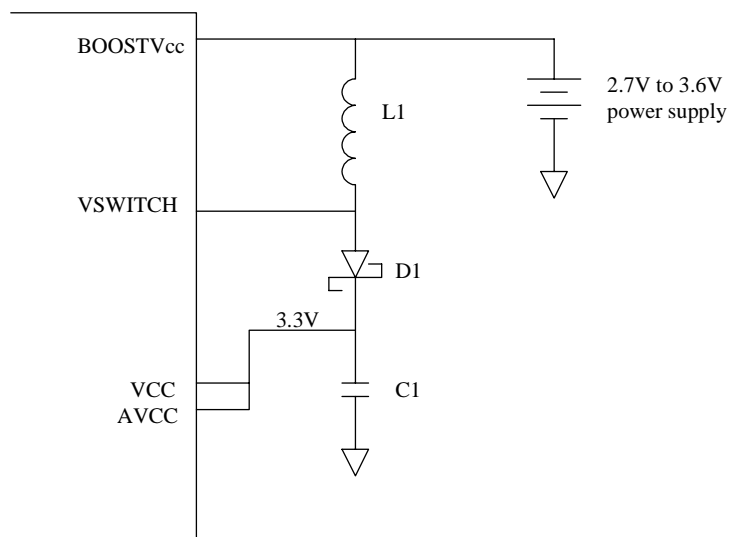 BOOSTVcc
L1
2.7V to 3.6V
power supply
VSWITCH
D1
3.3V
VCC
AVCC
C1